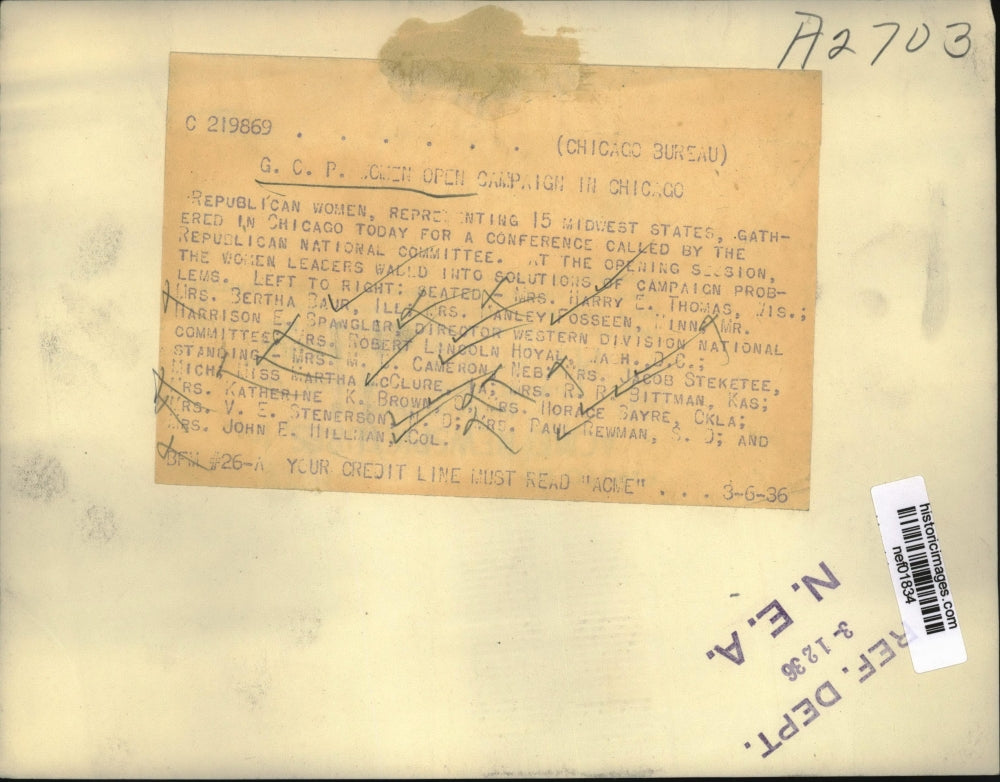 A2703
C 219869 . . . . . . (CHICAGO BUREAU)
G. O. P. WOMEN OPEN CAMPAIGN IN CHICAGO
REPUBLICAN WOMEN, REPRESENTING 15 MIDWEST STATES, GATH-
ERED IN CHICAGO TODAY FOR A CONFERENCE CALLED BY THE
REPUBLICAN NATIONAL COMMITTEE. AT THE OPENING SESSION,
THE WOMEN LEADERS WALED INTO SOLUTIONS OF CAMPAIGN PROB-
LEMS. LEFT TO RIGHT: SEATED - MRS. HARRY E. THOMAS, WIS.;
MRS. BERTHA BAUR, ILL; MRS. MANLEY FOSSEEN, MINN; MR.
HARRISON E. SPANGLER, DIRECTOR WESTERN DIVISION NATIONAL
COMMITTEE; MRS. ROBERT LINCOLN HOYAL, WASH. D.C.;
STANDING - MRS. M. CAMERON, NEB; MRS. JACOB STEKETEE,
MICH; MISS MARTHA McCLURE, IA; MRS. R. R. BITTMAN, KAS;
MRS. KATHERINE K. BROWN, O; MRS. HORACE SAYRE, OKLA;
MRS. V. E. STENERSON, N. D; MRS. PAUL REWMAN, S. D; AND
MRS. JOHN E. HILLMAN, COL.
BFM #26-A YOUR CREDIT LINE MUST READ "ACME" . . . 3-6-36
historicimages.com
nef01834
N. E. A.
3-12 36
REF. DEPT.